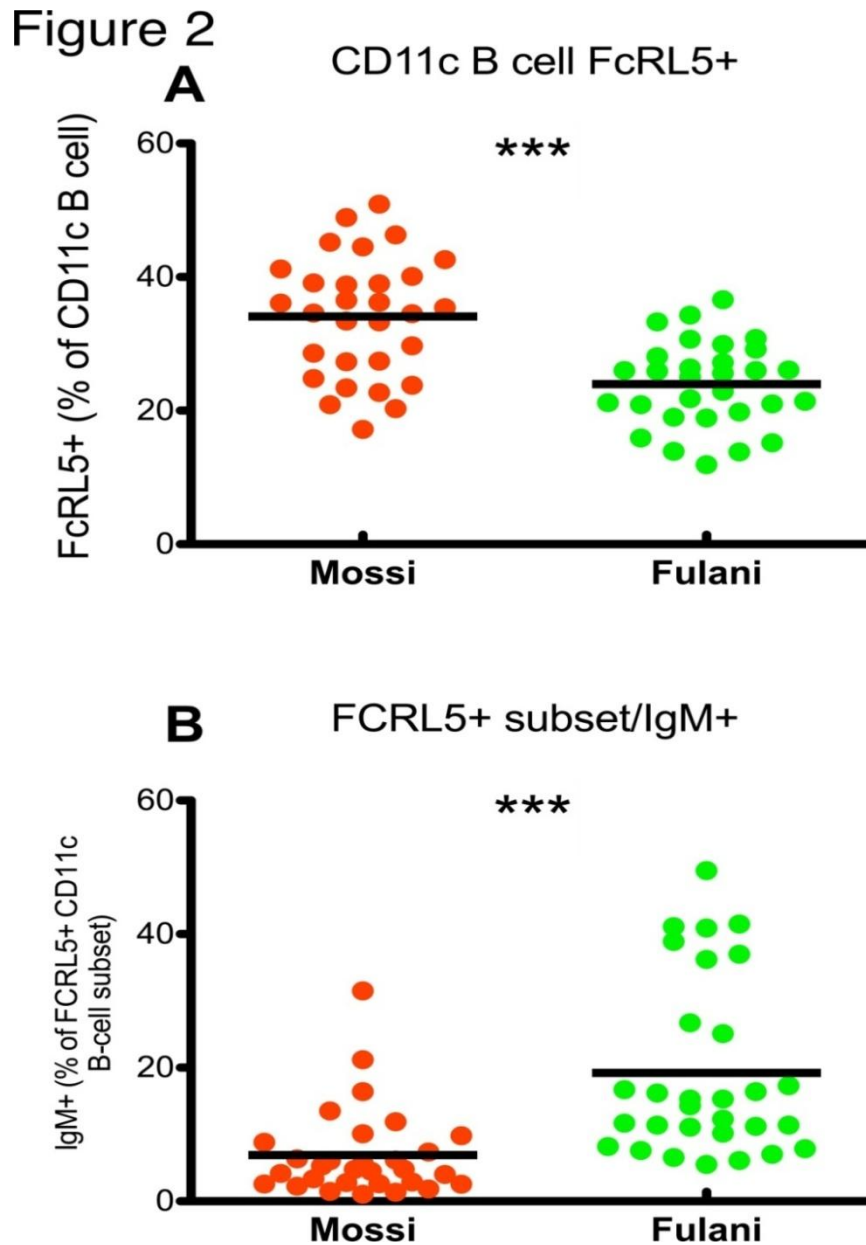 Figure 2
A
CD11c B cell FcRL5+
FcRL5+ (% of CD11c B cell)
60
40
20
0
***
Mossi
Fulani
B
FCRL5+ subset/IgM+
IgM+ (% of FCRL5+ CD11c
B-cell subset)
60
40
20
0
***
Mossi
Fulani